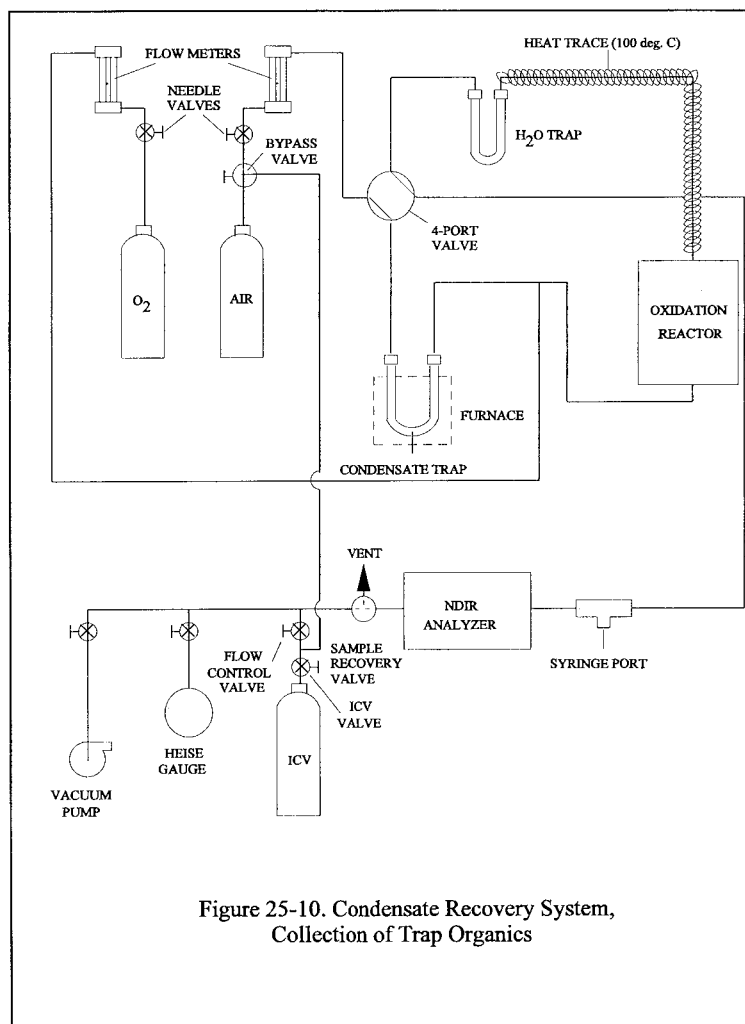 FLOW METERS
HEAT TRACE (100 deg. C)
NEEDLE
VALVES
H2O TRAP
BYPASS
VALVE
4-PORT
VALVE
O2
AIR
OXIDATION
REACTOR
FURNACE
CONDENSATE TRAP
VENT
NDIR
ANALYZER
SYRINGE PORT
FLOW
CONTROL
VALVE
SAMPLE
RECOVERY
VALVE
ICV
VALVE
HEISE
GAUGE
ICV
VACUUM
PUMP
Figure 25-10. Condensate Recovery System,
Collection of Trap Organics